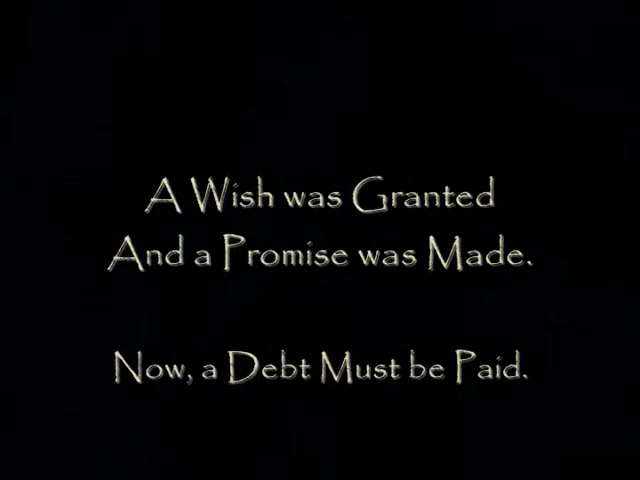 A Wish was Granted
And a Promise was Made.
Now, a Debt Must be Paid.